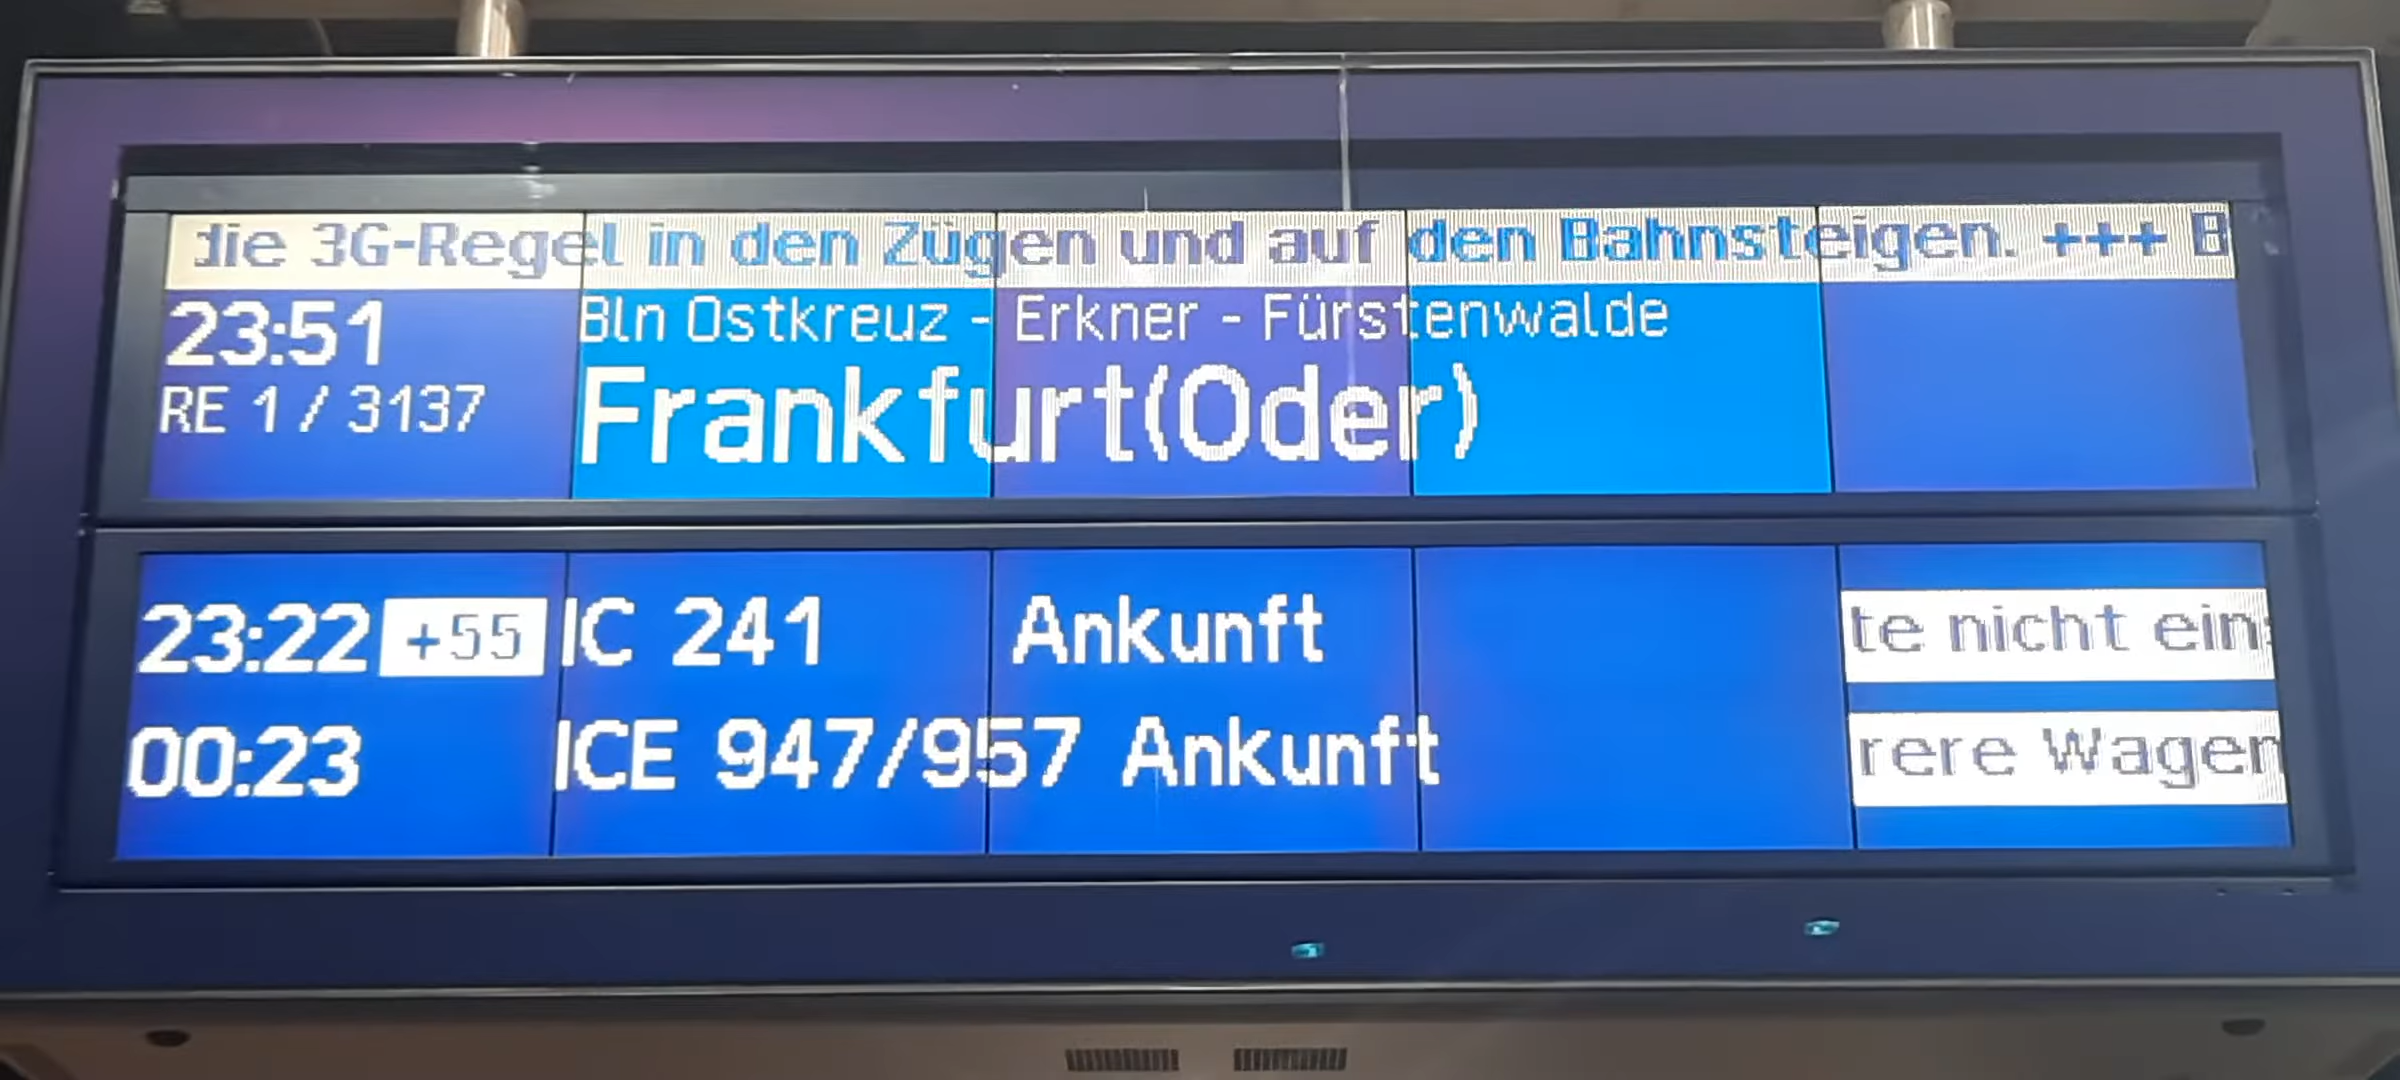 die 3G-Regel in den Zügen und auf den Bahnsteigen. +++ B
23:51
Bln Ostkreuz - Erkner - Fürstenwalde
RE 1 / 3137
Frankfurt(Oder)
23:22 +55 IC 241 Ankunft te nicht ein
00:23 ICE 947/957 Ankunft rere Wagen